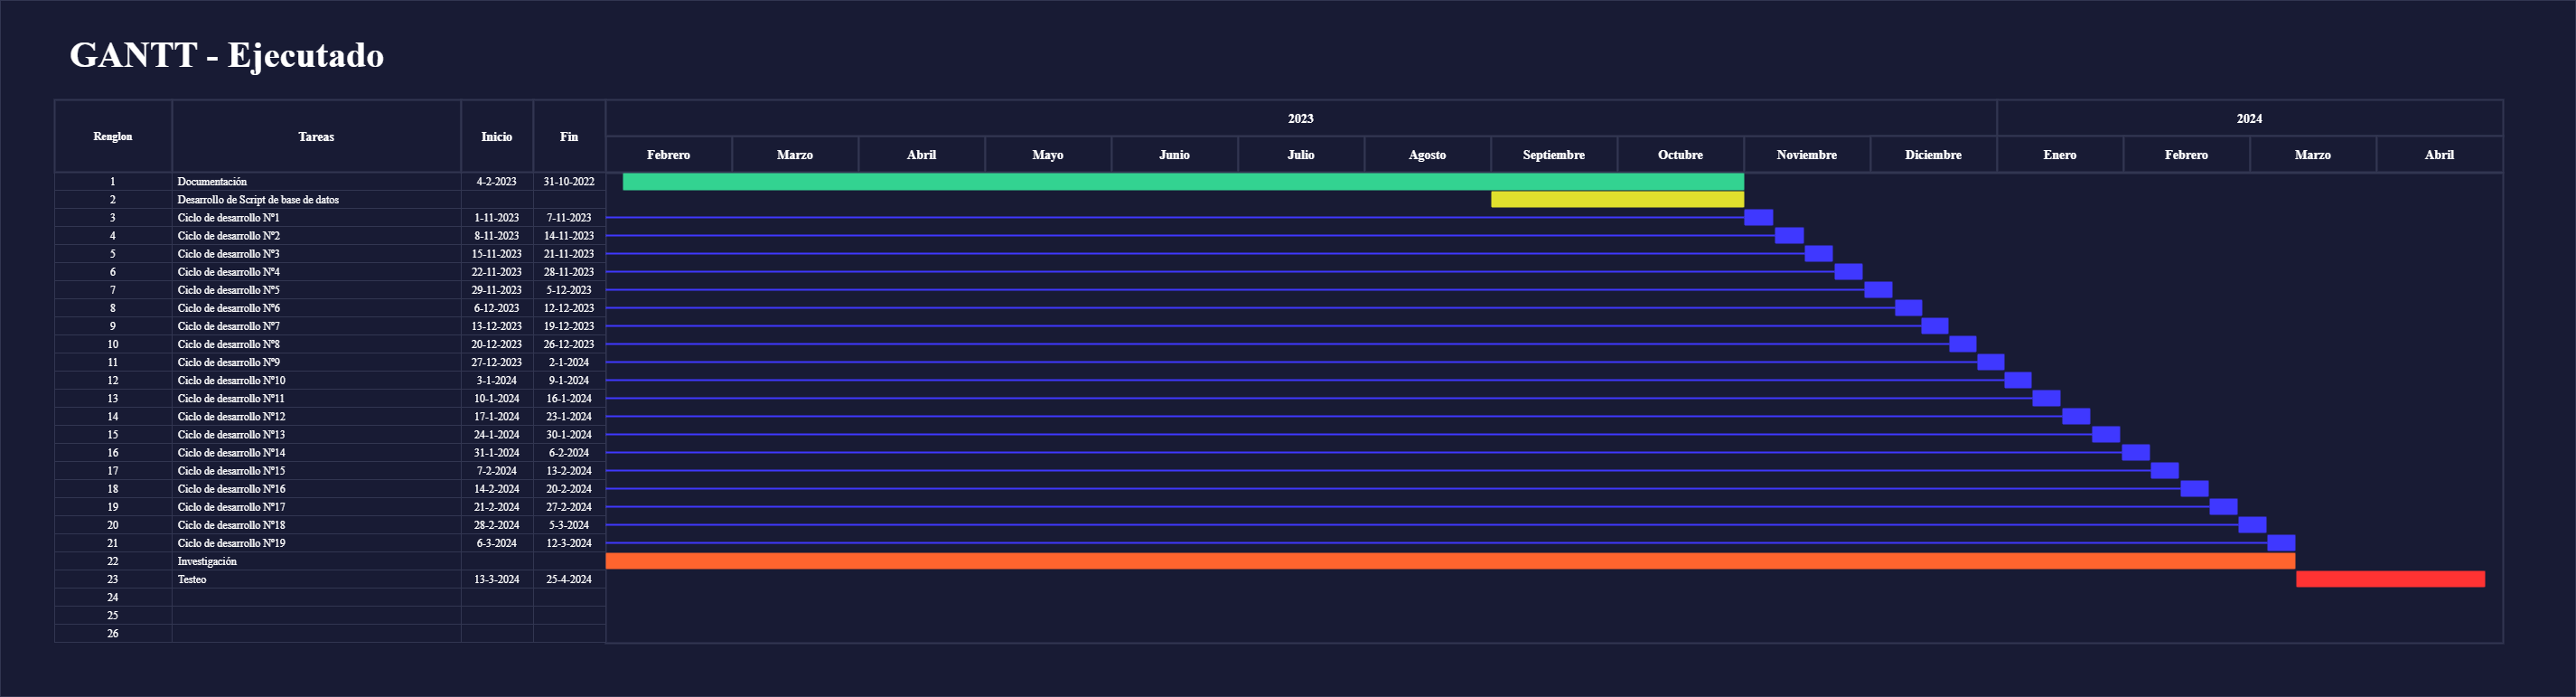 GANTT - Ejecutado
Renglon Tareas Inicio Fin 2023 2024
Febrero Marzo Abril Mayo Junio Julio Agosto Septiembre Octubre Noviembre Diciembre Enero Febrero Marzo Abril
1 Documentación 4-2-2023 31-10-2022
2 Desarrollo de Script de base de datos
3 Ciclo de desarrollo Nº1 1-11-2023 7-11-2023
4 Ciclo de desarrollo Nº2 8-11-2023 14-11-2023
5 Ciclo de desarrollo Nº3 15-11-2023 21-11-2023
6 Ciclo de desarrollo Nº4 22-11-2023 28-11-2023
7 Ciclo de desarrollo Nº5 29-11-2023 5-12-2023
8 Ciclo de desarrollo Nº6 6-12-2023 12-12-2023
9 Ciclo de desarrollo Nº7 13-12-2023 19-12-2023
10 Ciclo de desarrollo Nº8 20-12-2023 26-12-2023
11 Ciclo de desarrollo Nº9 27-12-2023 2-1-2024
12 Ciclo de desarrollo Nº10 3-1-2024 9-1-2024
13 Ciclo de desarrollo Nº11 10-1-2024 16-1-2024
14 Ciclo de desarrollo Nº12 17-1-2024 23-1-2024
15 Ciclo de desarrollo Nº13 24-1-2024 30-1-2024
16 Ciclo de desarrollo Nº14 31-1-2024 6-2-2024
17 Ciclo de desarrollo Nº15 7-2-2024 13-2-2024
18 Ciclo de desarrollo Nº16 14-2-2024 20-2-2024
19 Ciclo de desarrollo Nº17 21-2-2024 27-2-2024
20 Ciclo de desarrollo Nº18 28-2-2024 5-3-2024
21 Ciclo de desarrollo Nº19 6-3-2024 12-3-2024
22 Investigación
23 Testeo 13-3-2024 25-4-2024
24
25
26